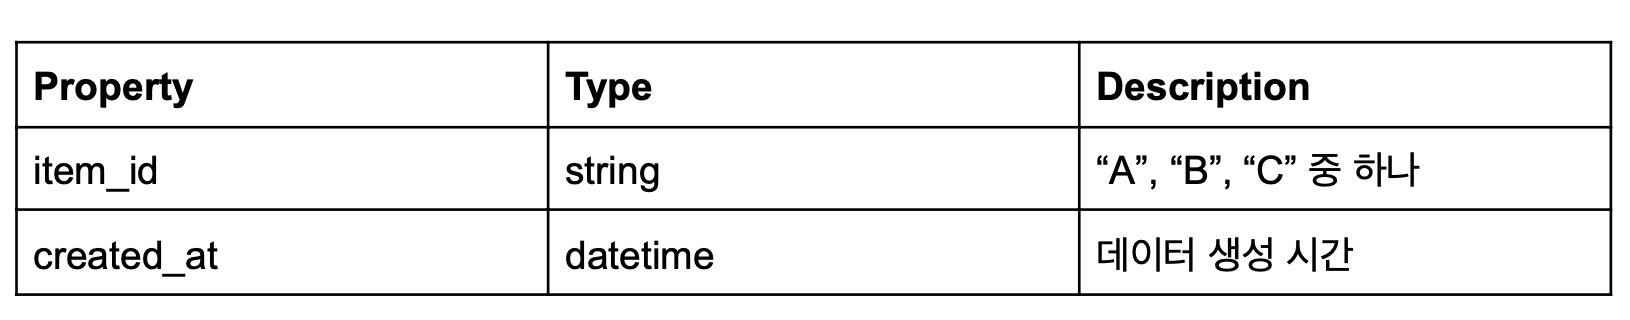 Property Type Description
item_id string “A”, “B”, “C” 중 하나
created_at datetime 데이터 생성 시간